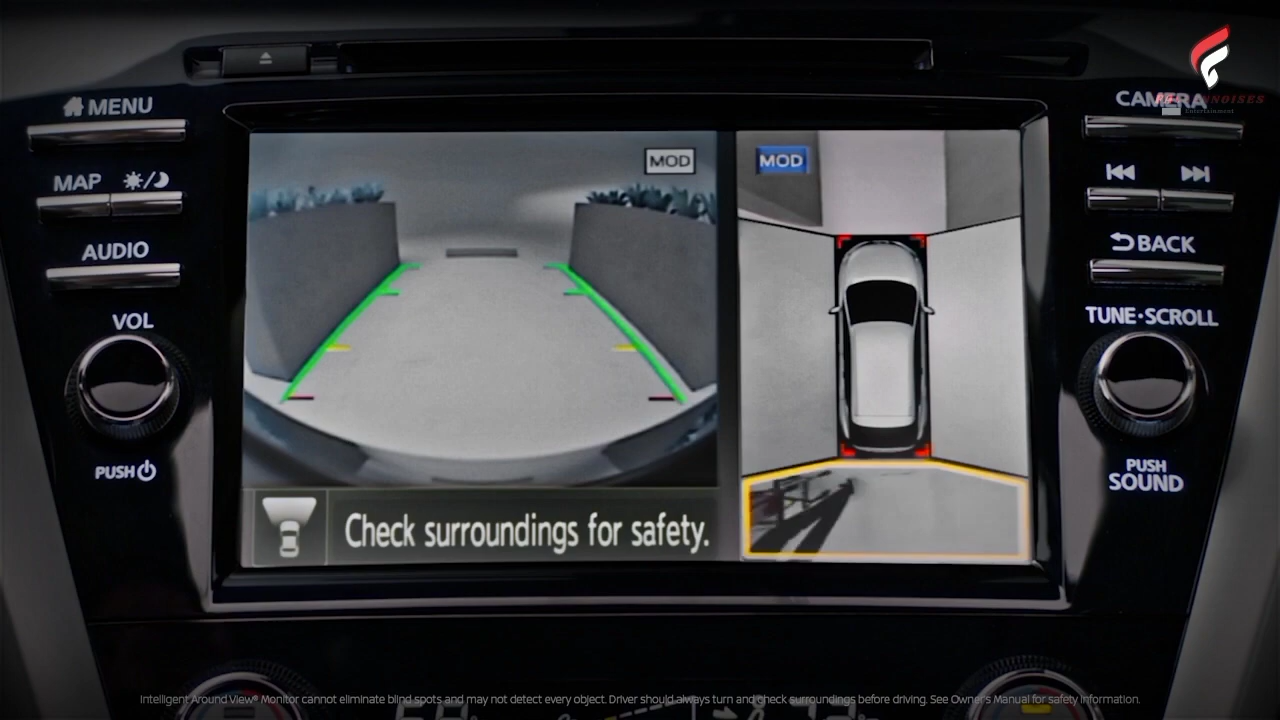 MENU
MAP
AUDIO
VOL
PUSH
MOD
Check surroundings for safety.
MOD
CAMERA
Entertainment
BACK
TUNE•SCROLL
PUSH
SOUND
Intelligent Around View® Monitor cannot eliminate blind spots and may not detect every object. Driver should always turn and check surroundings before driving. See Owner's Manual for safety information.